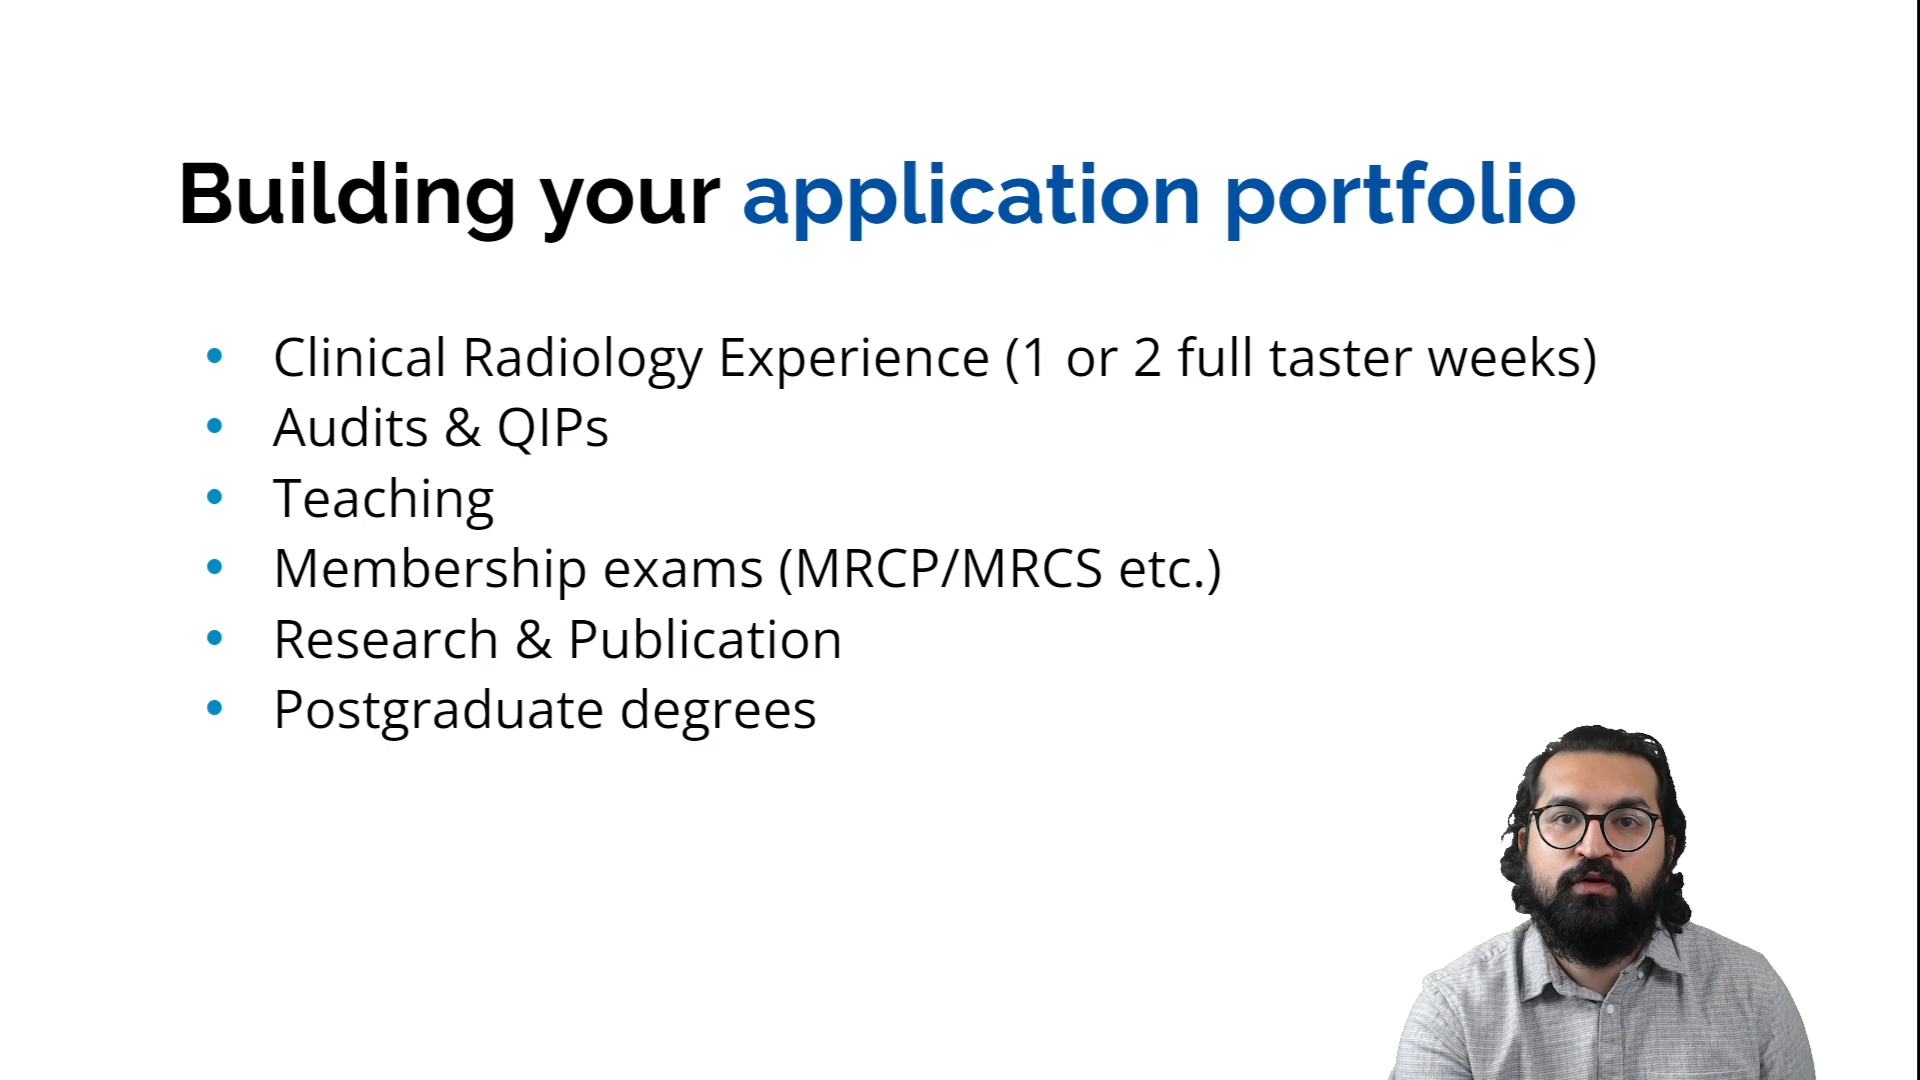 Building your application portfolio
• Clinical Radiology Experience (1 or 2 full taster weeks)
• Audits & QIPs
• Teaching
• Membership exams (MRCP/MRCS etc.)
• Research & Publication
• Postgraduate degrees